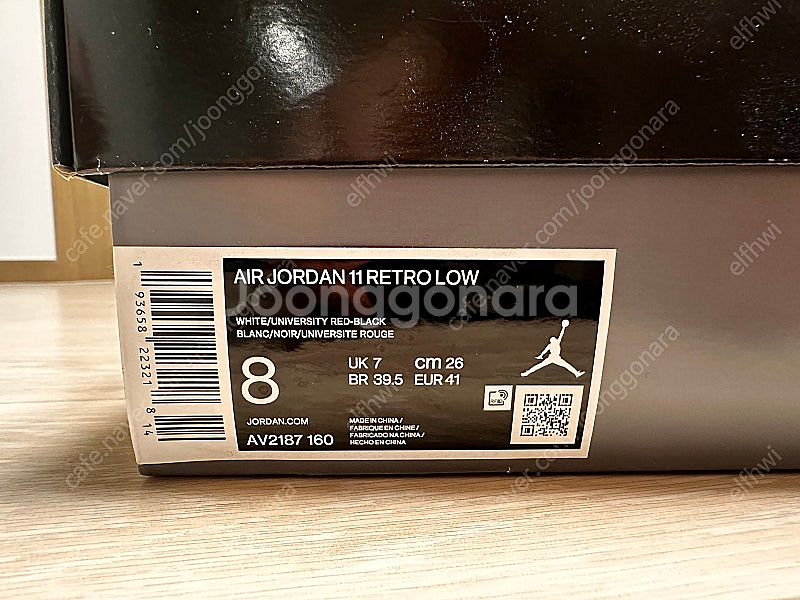 AIR JORDAN 11 RETRO LOW
WHITE/UNIVERSITY RED-BLACK
BLANC/NOIR/UNIVERSITE ROUGE
8
UK 7 cm 26
BR 39.5 EUR 41
JORDAN.COM
AV2187 160
MADE IN CHINA /
FABRIQUE EN CHINE /
FABRICADO NA CHINA /
HECHO EN CHINA
RFID
1 93658 22321 8 14
joonggonara
cafe.naver.com/joonggonara
elfhwi